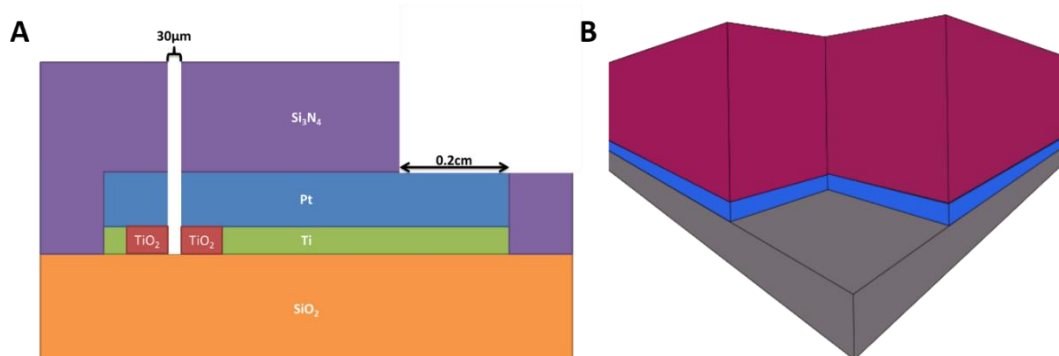 A
30μm
Si₃N₄
0.2cm
Pt
TiO₂ TiO₂ Ti
SiO₂
B